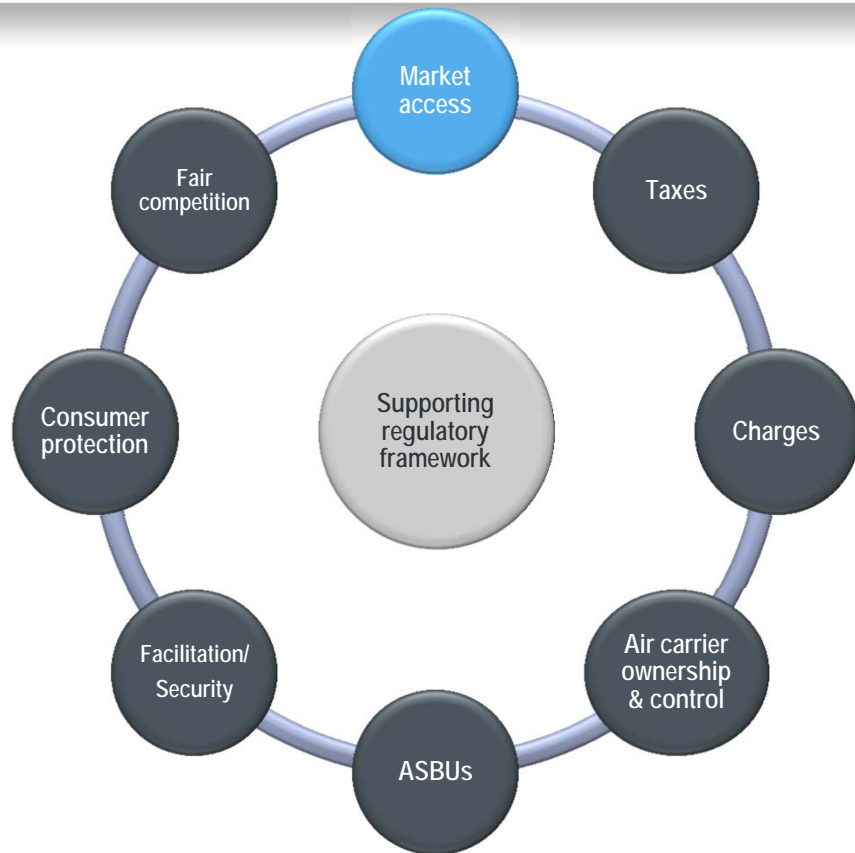 Market
access
Fair
competition
Taxes
Consumer
protection
Supporting
regulatory
framework
Charges
Facilitation/
Security
Air carrier
ownership
& control
ASBUs